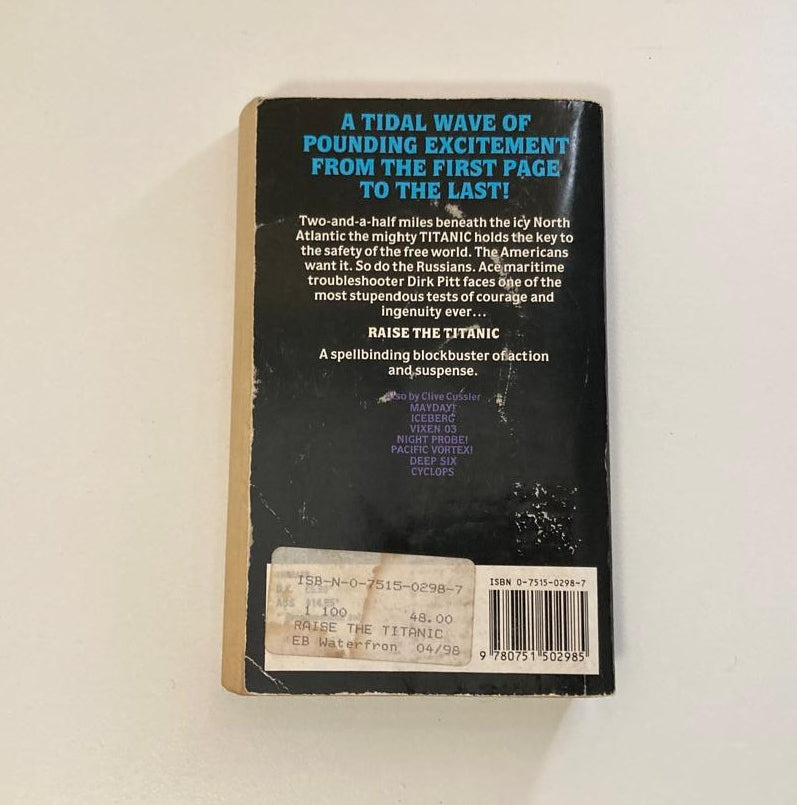 A TIDAL WAVE OF
POUNDING EXCITEMENT
FROM THE FIRST PAGE
TO THE LAST!
Two-and-a-half miles beneath the icy North
Atlantic the mighty TITANIC holds the key to
the safety of the free world. The Americans
want it. So do the Russians. Ace maritime
troubleshooter Dirk Pitt faces one of the
most stupendous tests of courage and
ingenuity ever...
RAISE THE TITANIC
A spellbinding blockbuster of action
and suspense.
Also by Clive Cussler
MAYDAY!
ICEBERG
VIXEN 03
NIGHT PROBE!
PACIFIC VORTEX!
DEEP SIX
CYCLOPS
ISB-N-0-7515-0298-7
1 100 48.00
RAISE THE TITANIC
EB Waterfron 04/98
ISBN 0-7515-0298-7
9 780751 502985